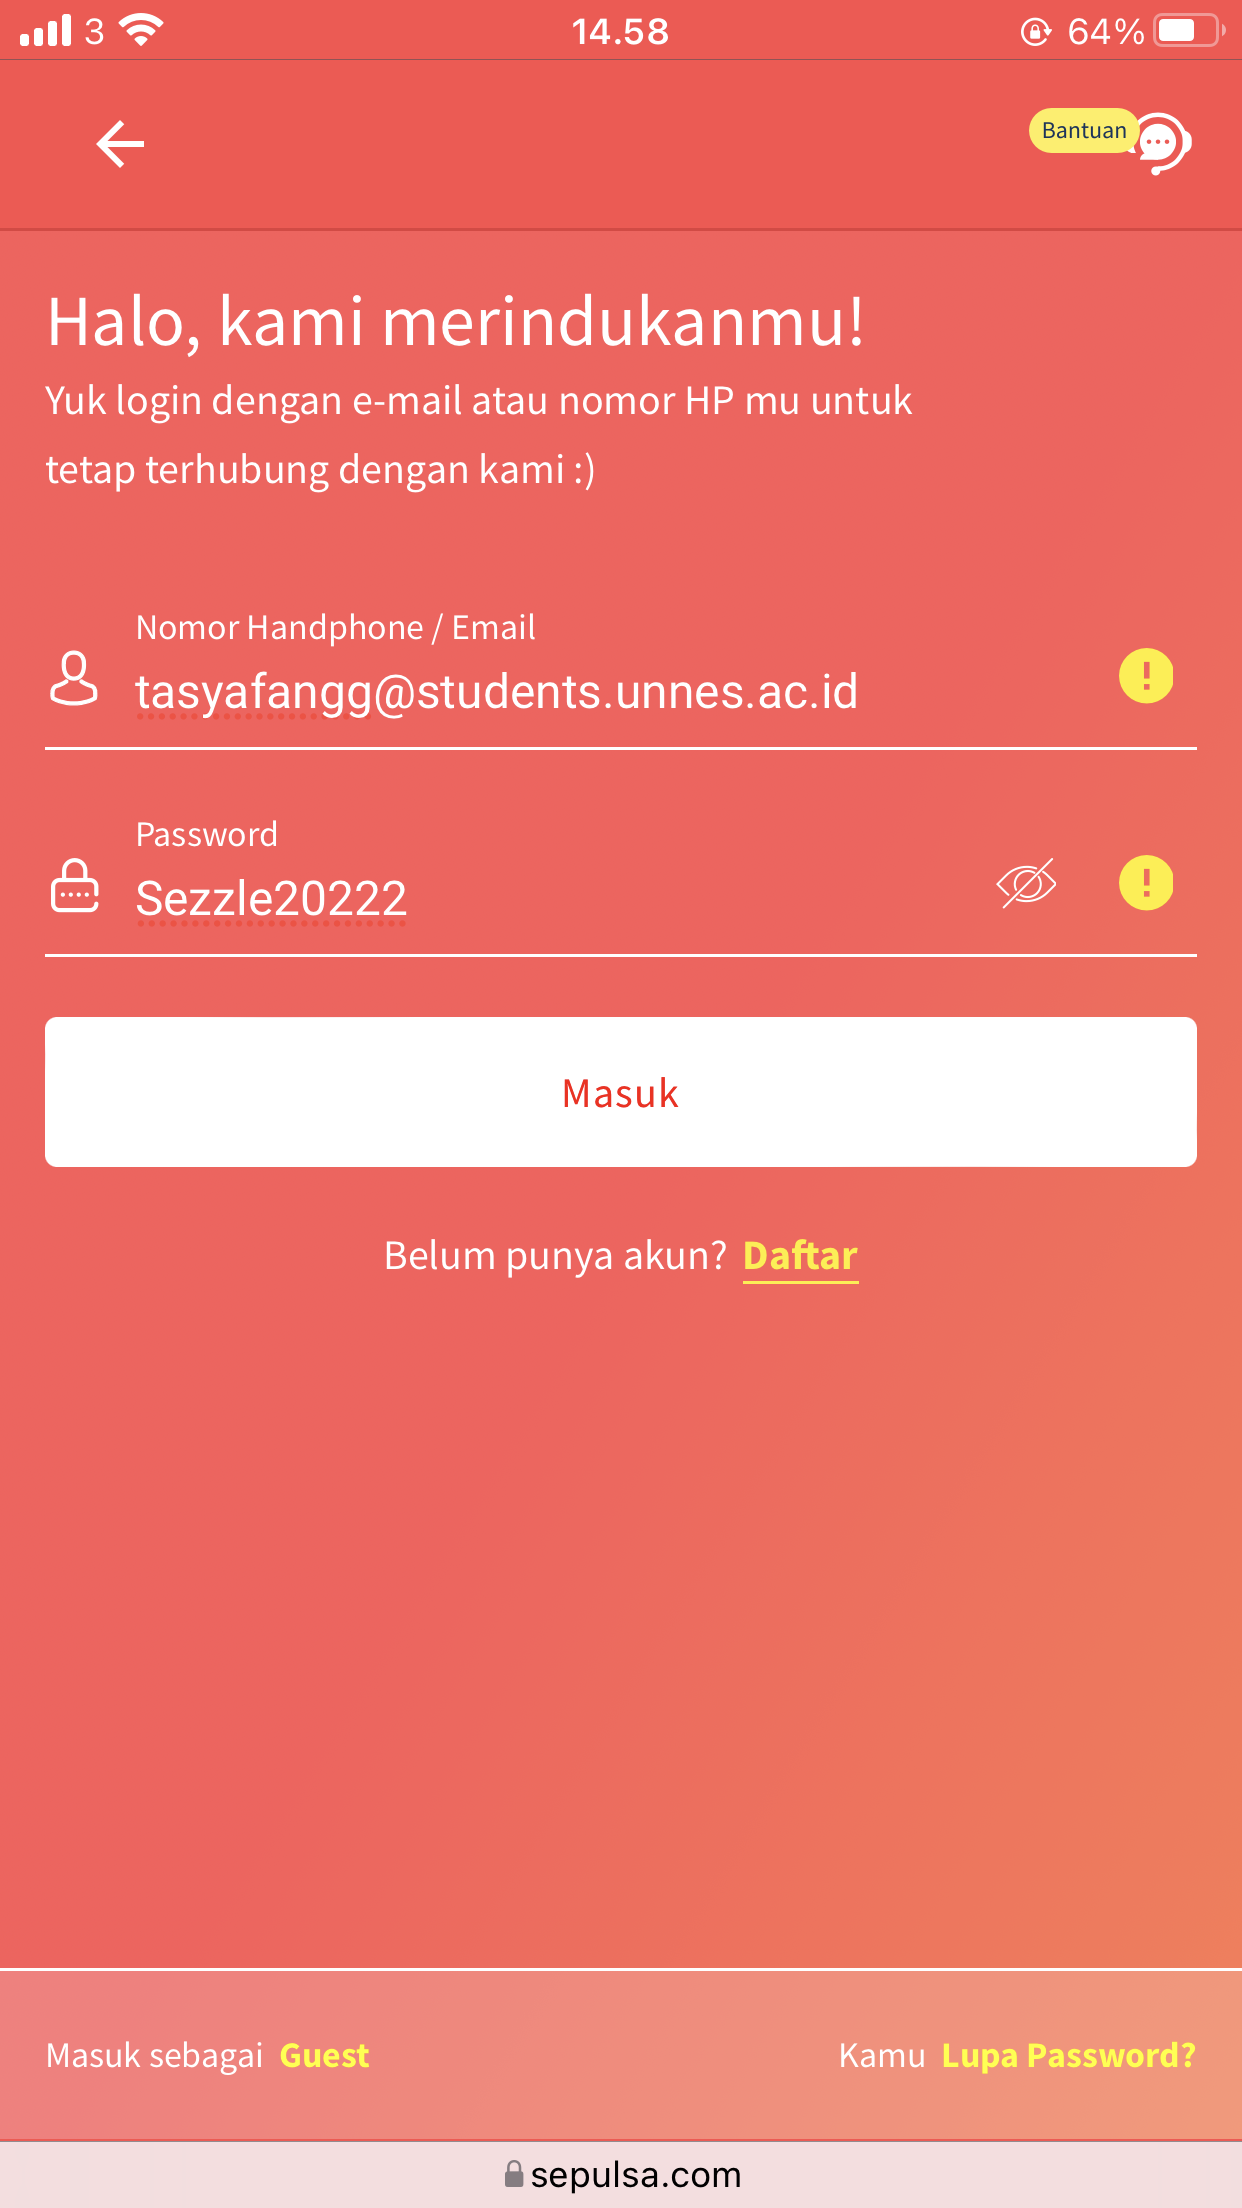 3
14.58
64%
Bantuan
Halo, kami merindukanmu!
Yuk login dengan e-mail atau nomor HP mu untuk
tetap terhubung dengan kami :)
Nomor Handphone / Email
tasyafangg@students.unnes.ac.id
Password
Sezzle20222
Masuk
Belum punya akun? Daftar
Masuk sebagai Guest
Kamu Lupa Password?
sepulsa.com